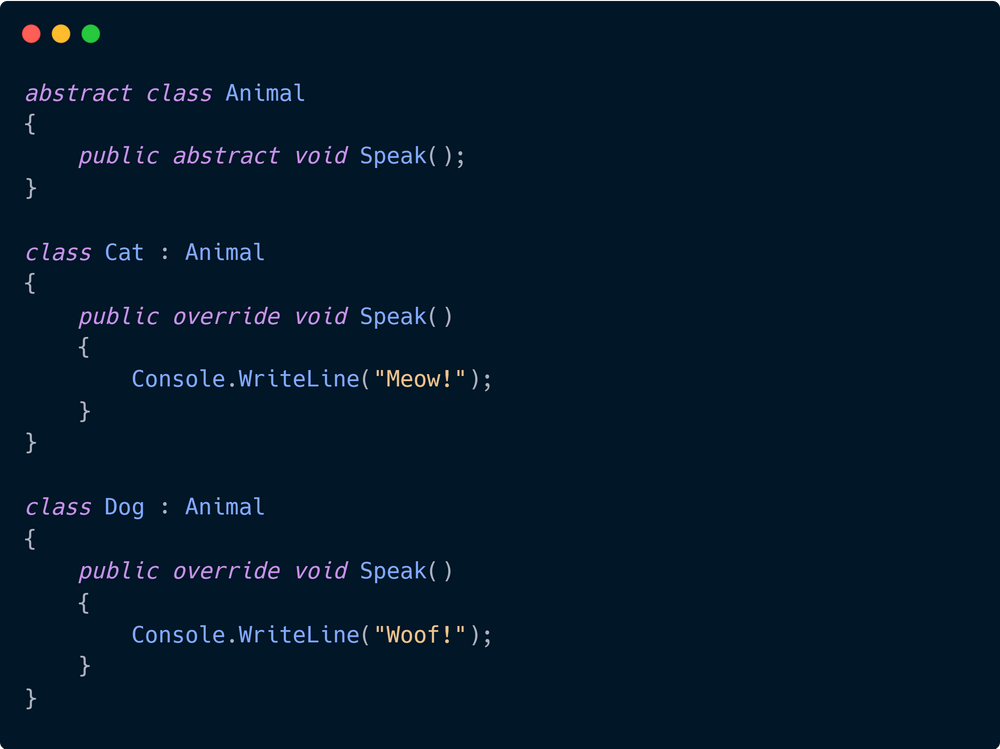 abstract class Animal
{
    public abstract void Speak();
}

class Cat : Animal
{
    public override void Speak()
    {
        Console.WriteLine("Meow!");
    }
}

class Dog : Animal
{
    public override void Speak()
    {
        Console.WriteLine("Woof!");
    }
}